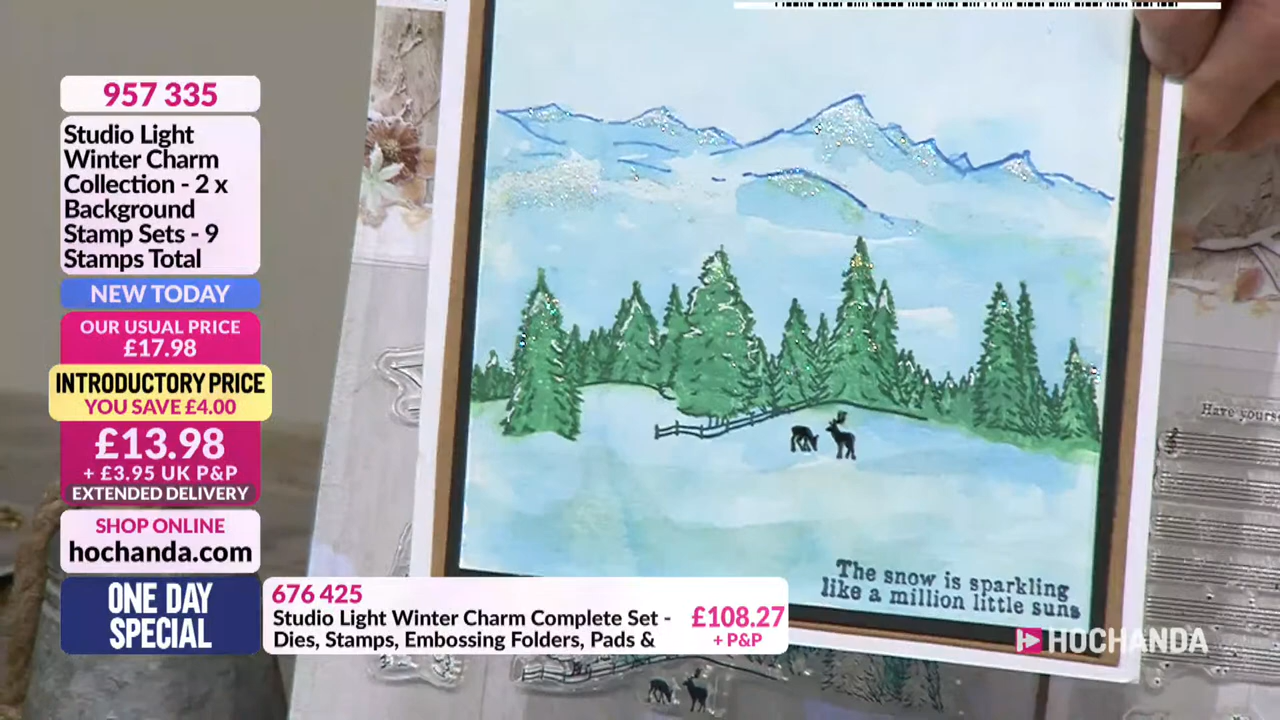 957 335
Studio Light
Winter Charm
Collection - 2 x
Background
Stamp Sets - 9
Stamps Total
NEW TODAY
OUR USUAL PRICE
£17.98
INTRODUCTORY PRICE
YOU SAVE £4.00
£13.98
+ £3.95 UK P&P
EXTENDED DELIVERY
SHOP ONLINE
hochanda.com
ONE DAY
SPECIAL
676 425
Studio Light Winter Charm Complete Set -
Dies, Stamps, Embossing Folders, Pads &
£108.27
+ P&P
The snow is sparkling
like a million little suns
Have yours
HOCHANDA